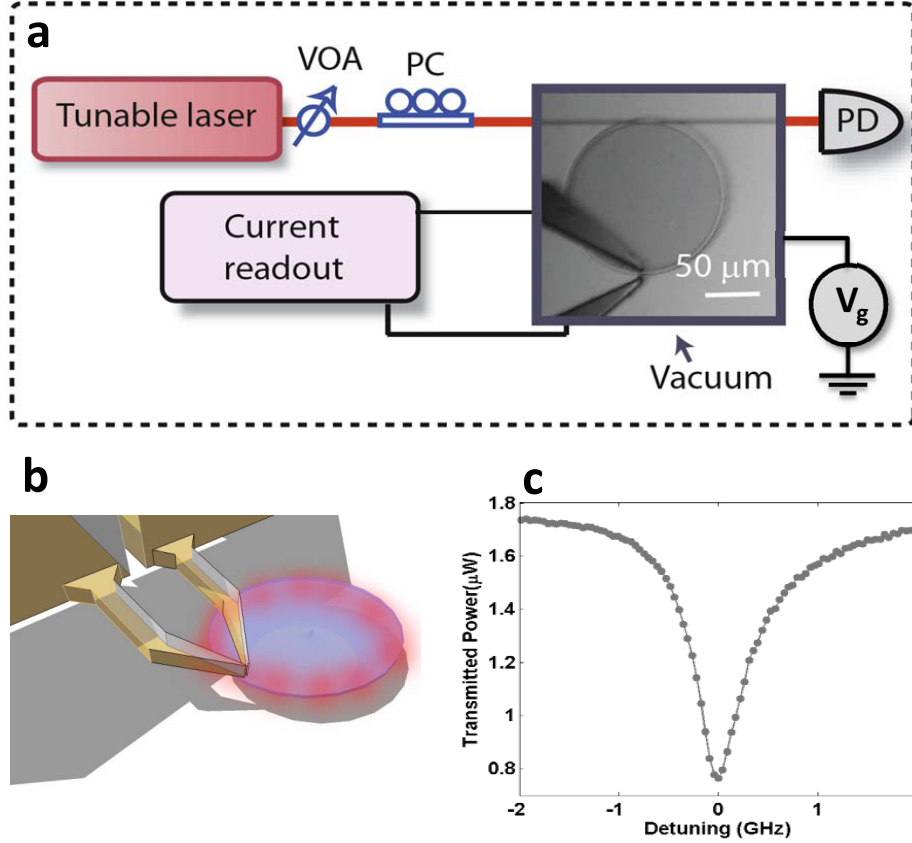 a
VOA
PC
Tunable laser
PD
Current
readout
50 μm
Vg
Vacuum
b
c
1.8
1.6
1.4
1.2
1
0.8
Transmitted Power(μW)
-2
-1
0
1
Detuning (GHz)